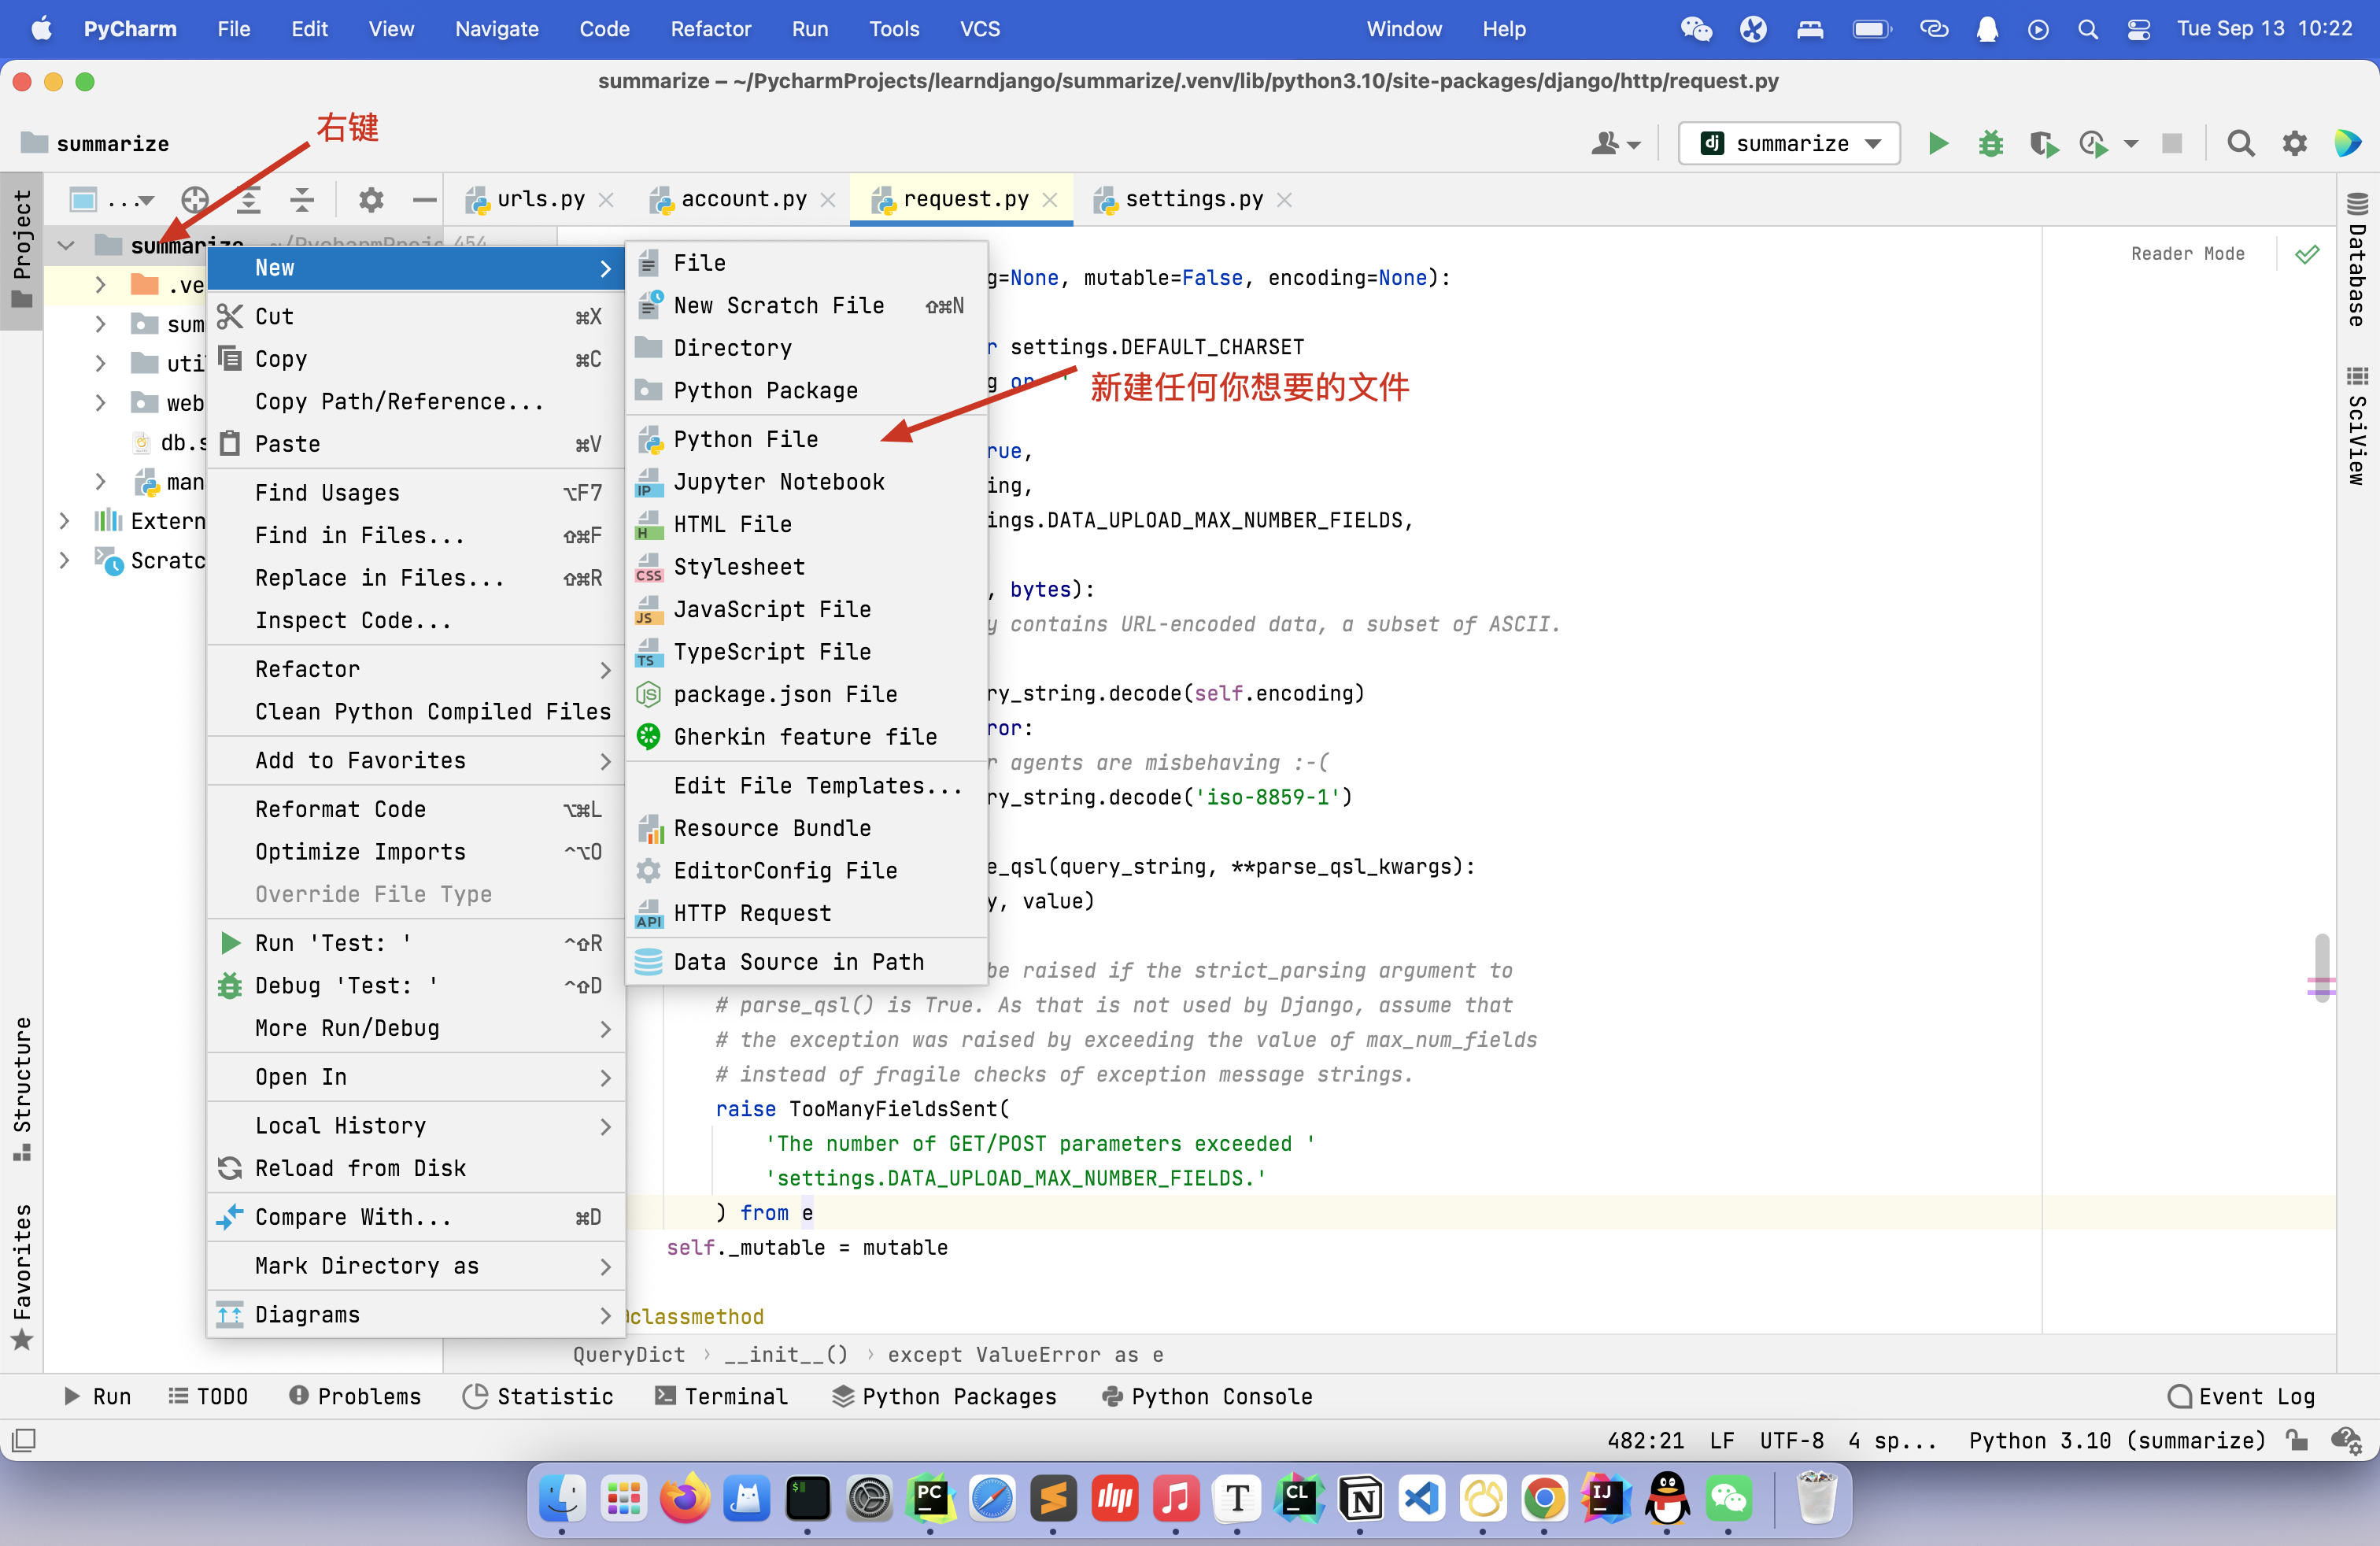 PyCharm File Edit View Navigate Code Refactor Run Tools VCS Window Help Tue Sep 13 10:22
summarize – ~/PycharmProjects/learndjango/summarize/.venv/lib/python3.10/site-packages/django/http/request.py
右键
summarize
dj summarize
Project
... urls.py account.py request.py settings.py
summarize ~/PycharmProjec
454
.ve
sum
uti
web
db.s
man
Extern
Scratc
New
Cut ⌘X
Copy ⌘C
Copy Path/Reference...
Paste ⌘V
Find Usages ⌥F7
Find in Files... ⇧⌘F
Replace in Files... ⇧⌘R
Inspect Code...
Refactor
Clean Python Compiled Files
Add to Favorites
Reformat Code ⌥⌘L
Optimize Imports ^⌥O
Override File Type
Run 'Test: ' ^⇧R
Debug 'Test: ' ^⇧D
More Run/Debug
Open In
Local History
Reload from Disk
Compare With... ⌘D
Mark Directory as
Diagrams
File
New Scratch File ⇧⌘N
Directory
Python Package
Python File
IP Jupyter Notebook
H HTML File
CSS Stylesheet
JS JavaScript File
TS TypeScript File
JS package.json File
Gherkin feature file
Edit File Templates...
Resource Bundle
EditorConfig File
API HTTP Request
Data Source in Path
新建任何你想要的文件
Reader Mode
g=None, mutable=False, encoding=None):
r settings.DEFAULT_CHARSET
g or '
rue,
ing,
ings.DATA_UPLOAD_MAX_NUMBER_FIELDS,
, bytes):
y contains URL-encoded data, a subset of ASCII.
ry_string.decode(self.encoding)
ror:
r agents are misbehaving :-(
ry_string.decode('iso-8859-1')
e_qsl(query_string, **parse_qsl_kwargs):
y, value)
be raised if the strict_parsing argument to
# parse_qsl() is True. As that is not used by Django, assume that
# the exception was raised by exceeding the value of max_num_fields
# instead of fragile checks of exception message strings.
raise TooManyFieldsSent(
'The number of GET/POST parameters exceeded '
'settings.DATA_UPLOAD_MAX_NUMBER_FIELDS.'
) from e
self._mutable = mutable
@classmethod
QueryDict › __init__() › except ValueError as e
Database
SciView
Structure
Favorites
Run TODO Problems Statistic Terminal Python Packages Python Console Event Log
482:21 LF UTF-8 4 sp... Python 3.10 (summarize)
PC T CL N IJ